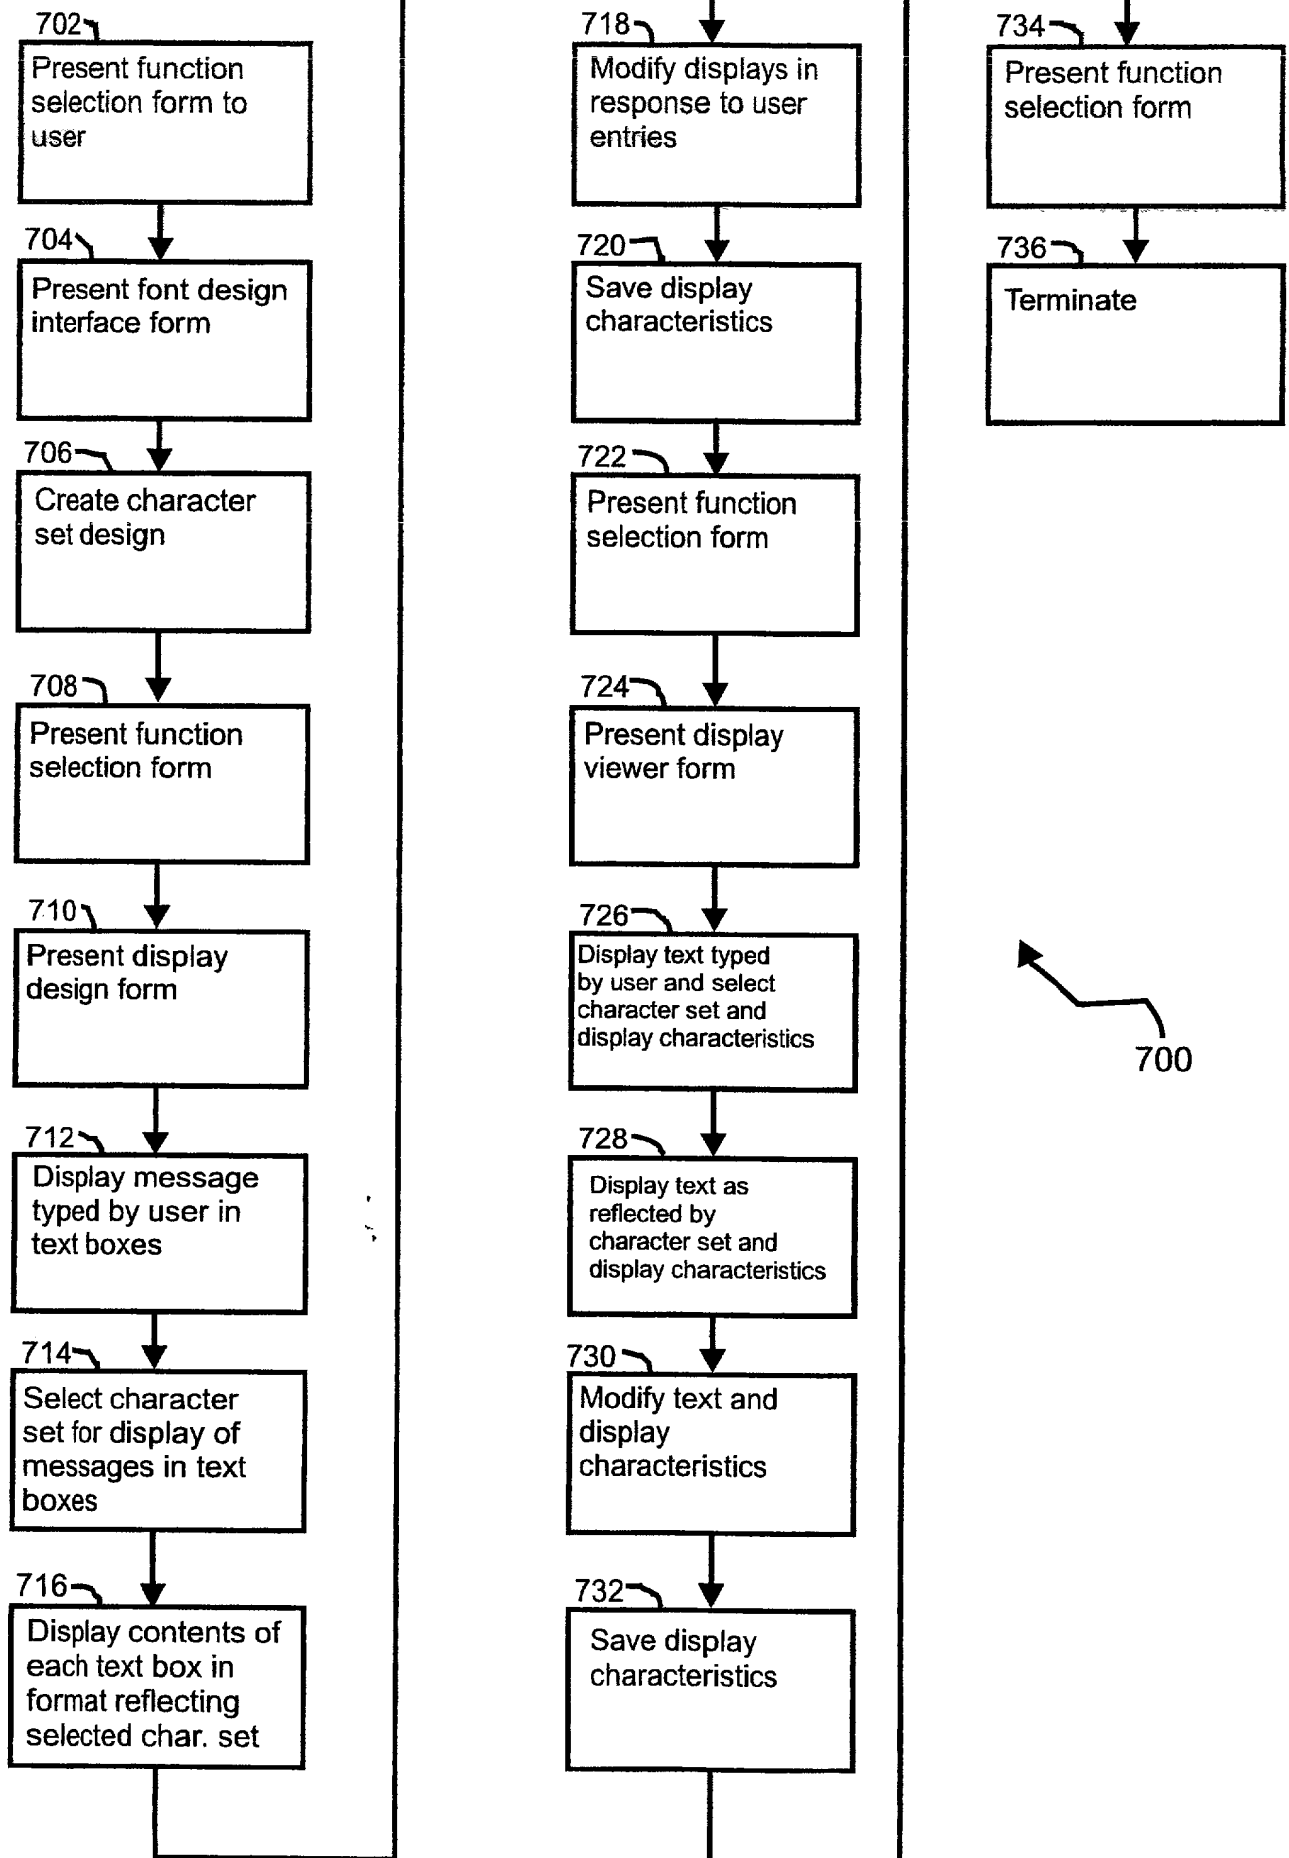 702
Present function
selection form to
user
704
Present font design
interface form
706
Create character
set design
708
Present function
selection form
710
Present display
design form
712
Display message
typed by user in
text boxes
714
Select character
set for display of
messages in text
boxes
716
Display contents of
each text box in
format reflecting
selected char. set
718
Modify displays in
response to user
entries
720
Save display
characteristics
722
Present function
selection form
724
Present display
viewer form
726
Display text typed
by user and select
character set and
display characteristics
728
Display text as
reflected by
character set and
display characteristics
730
Modify text and
display
characteristics
732
Save display
characteristics
734
Present function
selection form
736
Terminate
700